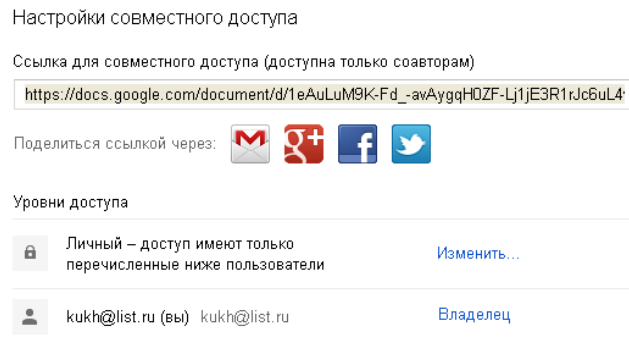 Настройки совместного доступа
Ссылка для совместного доступа (доступна только соавторам)
https://docs.google.com/document/d/1eAuLuM9K-Fd_-avAygqH0ZF-Lj1jE3R1rJc6uL4
Поделиться ссылкой через:
Уровни доступа
Личный – доступ имеют только
перечисленные ниже пользователи
Изменить...
kukh@list.ru (вы) kukh@list.ru
Владелец